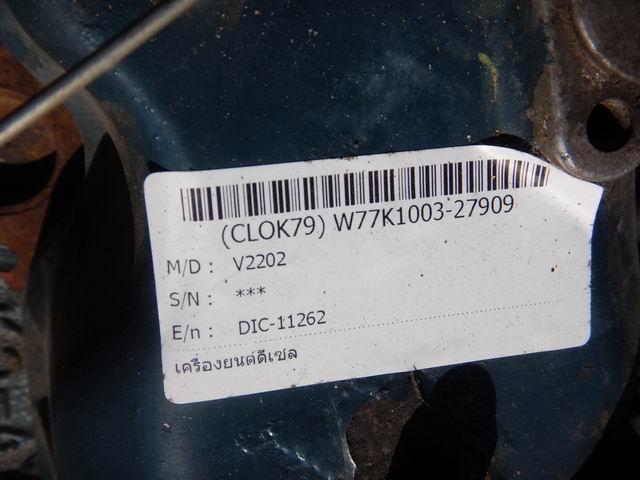 (CLOK79) W77K1003-27909
M/D : V2202
S/N : ***
E/n : DIC-11262
เครื่องยนต์ดีเซล